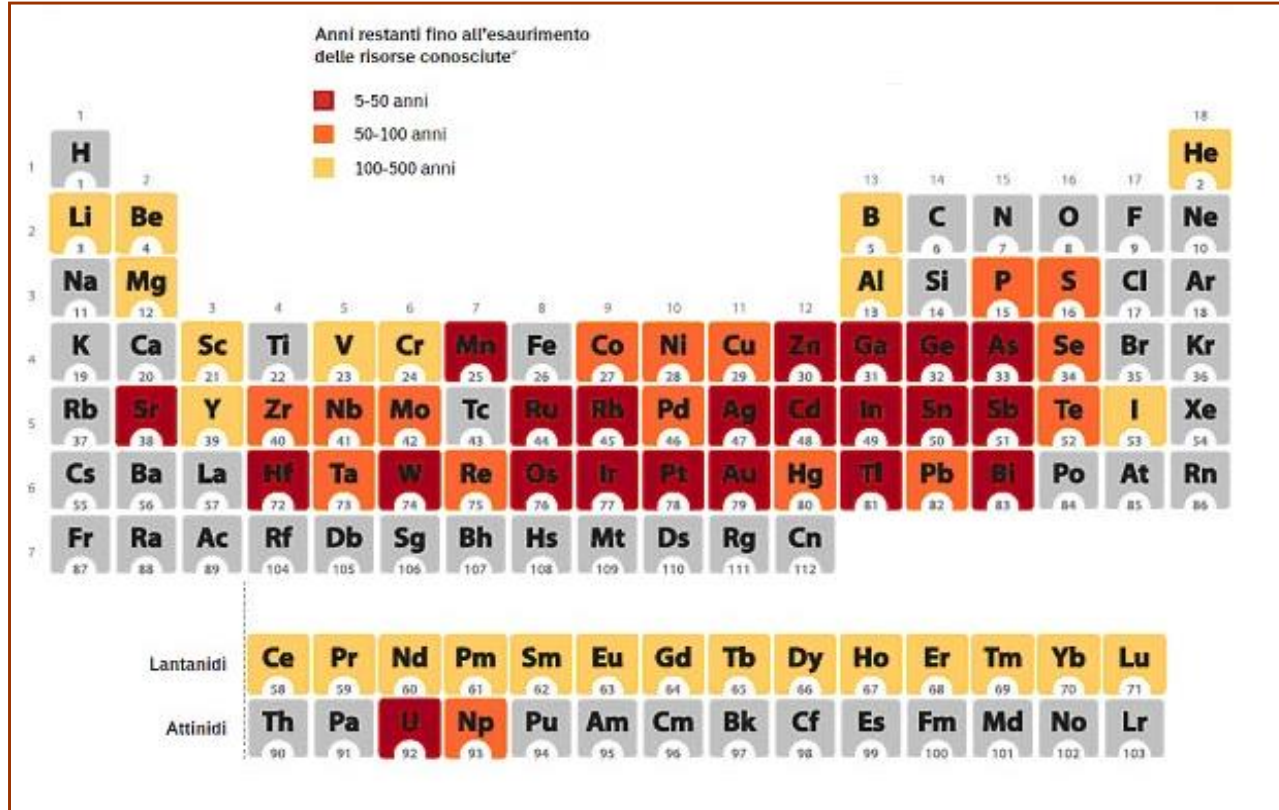 Anni restanti fino all'esaurimento
delle risorse conosciute*
5-50 anni
50-100 anni
100-500 anni
1 18
1 H He
1 2 13 14 15 16 17 2
2 Li Be B C N O F Ne
3 4 5 6 7 8 9 10
3 Na Mg Al Si P S Cl Ar
11 12 3 4 5 6 7 8 9 10 11 12 13 14 15 16 17 18
4 K Ca Sc Ti V Cr Mn Fe Co Ni Cu Zn Ga Ge As Se Br Kr
19 20 21 22 23 24 25 26 27 28 29 30 31 32 33 34 35 36
5 Rb Sr Y Zr Nb Mo Tc Ru Rh Pd Ag Cd In Sn Sb Te I Xe
37 38 39 40 41 42 43 44 45 46 47 48 49 50 51 52 53 54
6 Cs Ba La Hf Ta W Re Os Ir Pt Au Hg Tl Pb Bi Po At Rn
55 56 57 72 73 74 75 76 77 78 79 80 81 82 83 84 85 86
7 Fr Ra Ac Rf Db Sg Bh Hs Mt Ds Rg Cn
87 88 89 104 105 106 107 108 109 110 111 112
Lantanidi Ce Pr Nd Pm Sm Eu Gd Tb Dy Ho Er Tm Yb Lu
58 59 60 61 62 63 64 65 66 67 68 69 70 71
Attinidi Th Pa U Np Pu Am Cm Bk Cf Es Fm Md No Lr
90 91 92 93 94 95 96 97 98 99 100 101 102 103